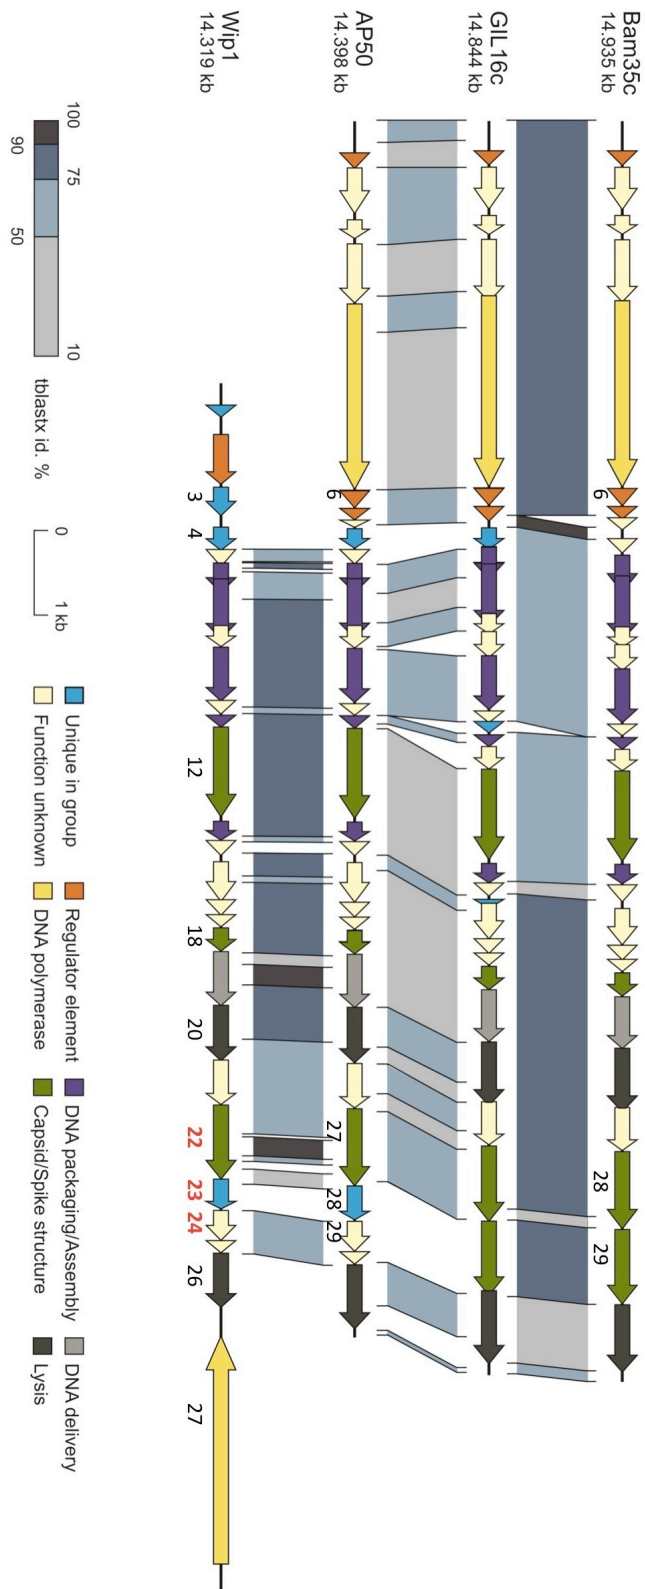 Bam35c
14.935 kb
6
28
29
GIL16c
14.844 kb
AP50
14.398 kb
6
27
28
29
Wip1
14.319 kb
3
4
12
18
20
22
23
24
26
27
100
75
10
90
50
tblastx id. %
0
1 kb
Unique in group
Regulator element
DNA packaging/Assembly
DNA delivery
Function unknown
DNA polymerase
Capsid/Spike structure
Lysis